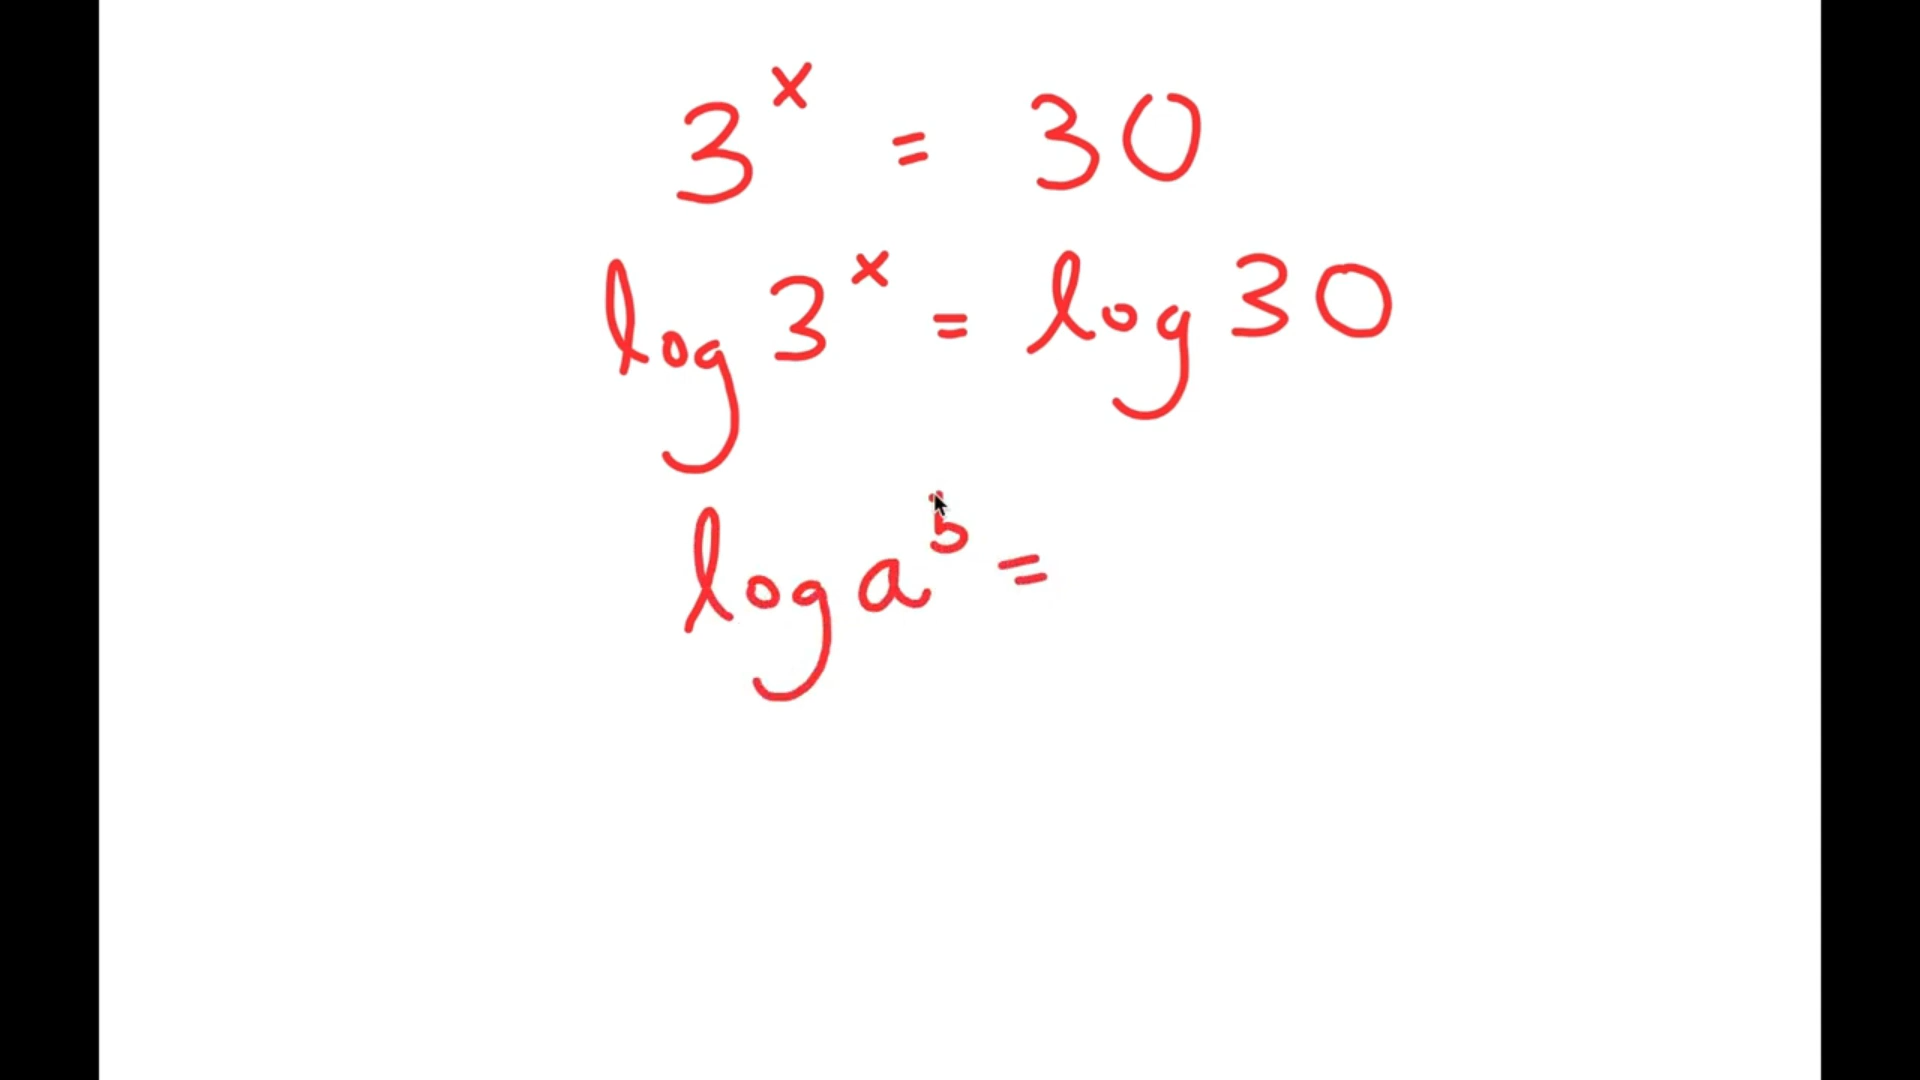 3^x = 30
log 3^x = log 30
log a^b =